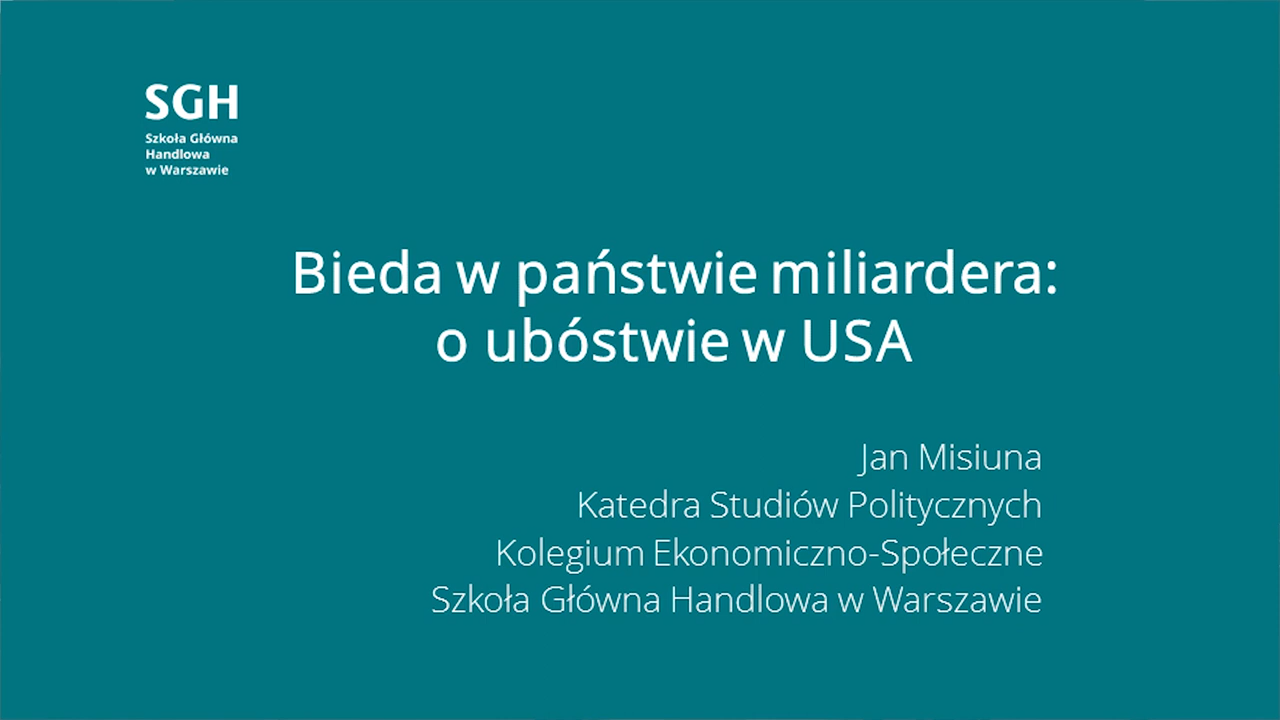 SGH
Szkoła Główna
Handlowa
w Warszawie
Bieda w państwie miliardera:
o ubóstwie w USA
Jan Misiuna
Katedra Studiów Politycznych
Kolegium Ekonomiczno-Społeczne
Szkoła Główna Handlowa w Warszawie